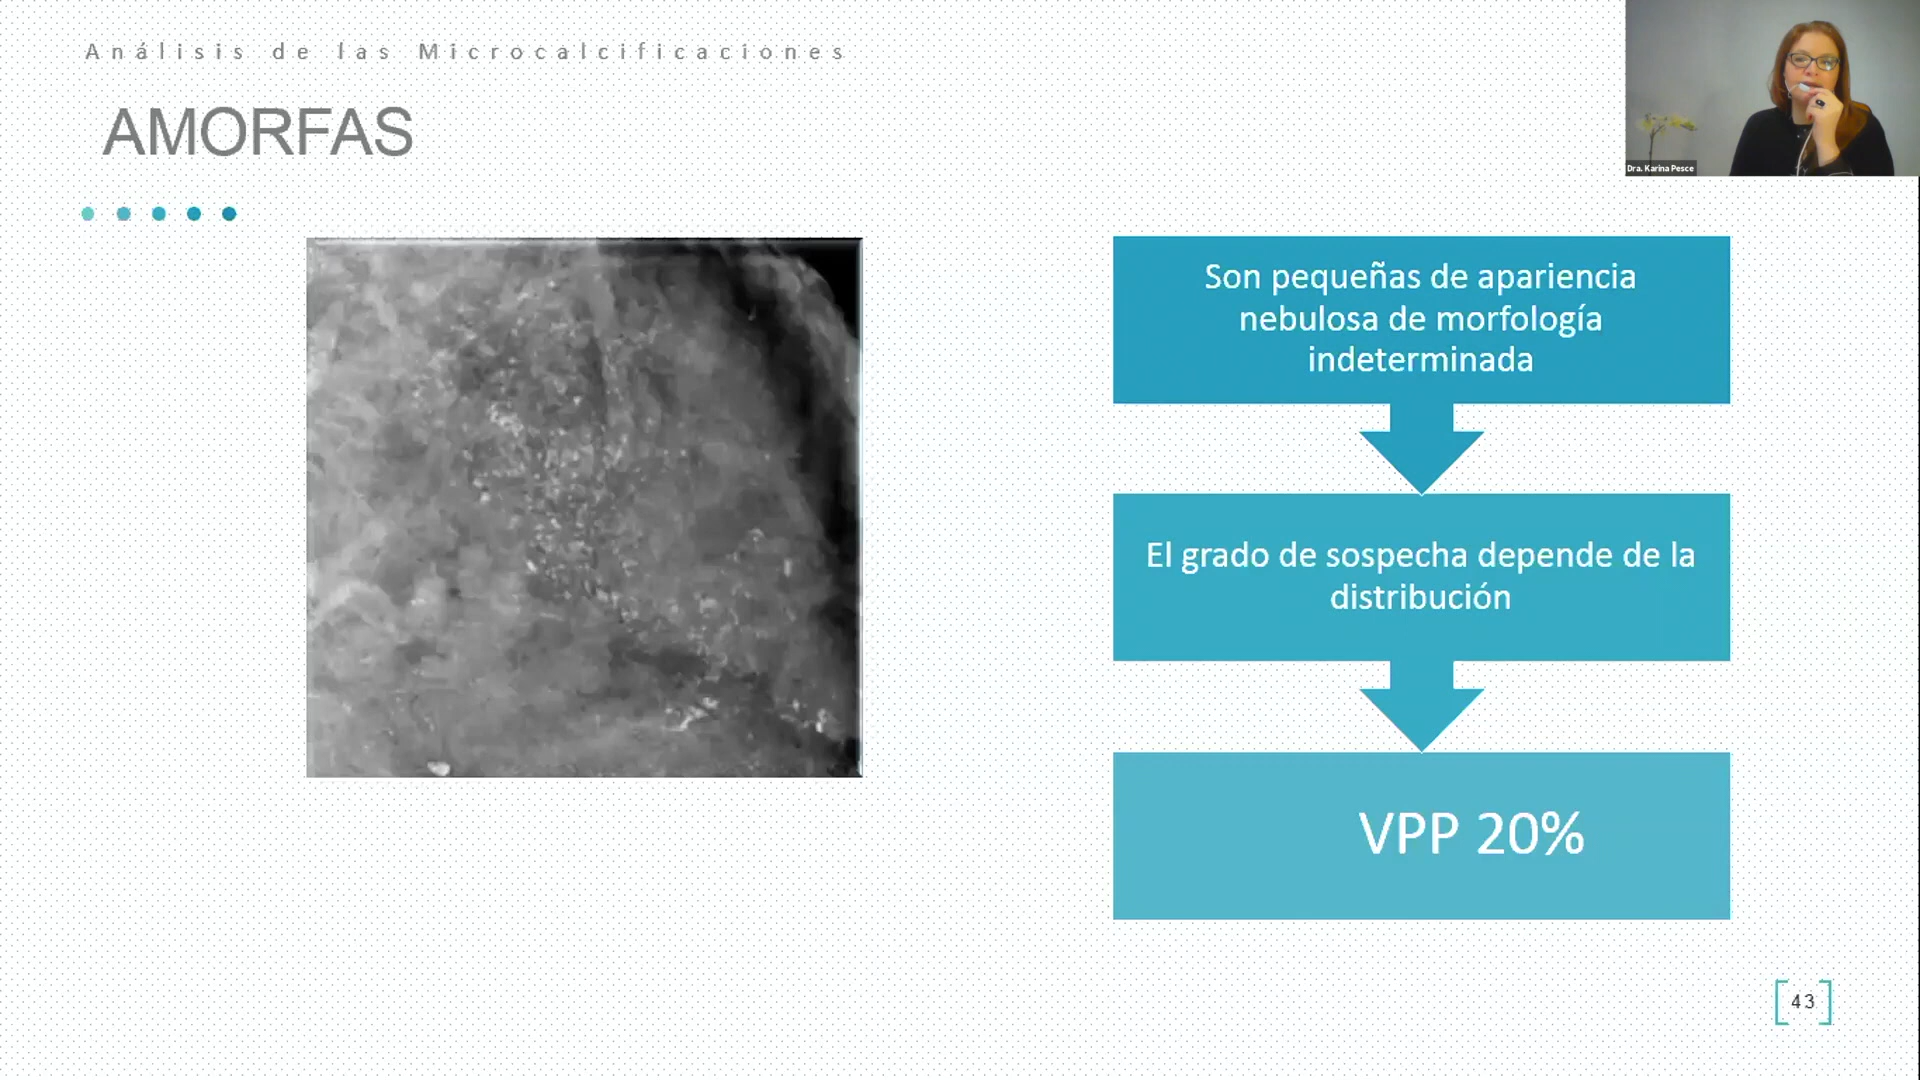 Análisis de las Microcalcificaciones
AMORFAS
Dra. Karina Pesce
Son pequeñas de apariencia
nebulosa de morfología
indeterminada
El grado de sospecha depende de la
distribución
VPP 20%
43